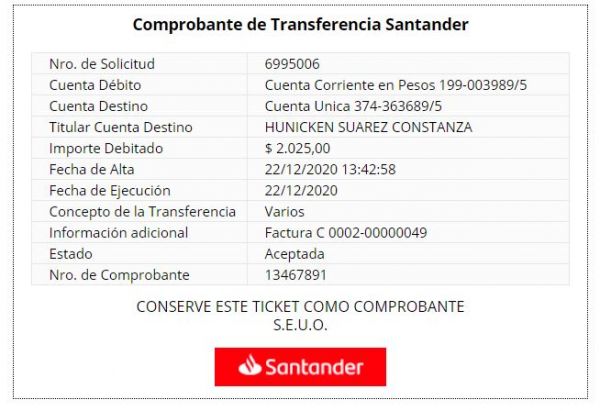 Comprobante de Transferencia Santander
Nro. de Solicitud 6995006
Cuenta Débito Cuenta Corriente en Pesos 199-003989/5
Cuenta Destino Cuenta Unica 374-363689/5
Titular Cuenta Destino HUNICKEN SUAREZ CONSTANZA
Importe Debitado $ 2.025,00
Fecha de Alta 22/12/2020 13:42:58
Fecha de Ejecución 22/12/2020
Concepto de la Transferencia Varios
Información adicional Factura C 0002-00000049
Estado Aceptada
Nro. de Comprobante 13467891
CONSERVE ESTE TICKET COMO COMPROBANTE
S.E.U.O.
Santander